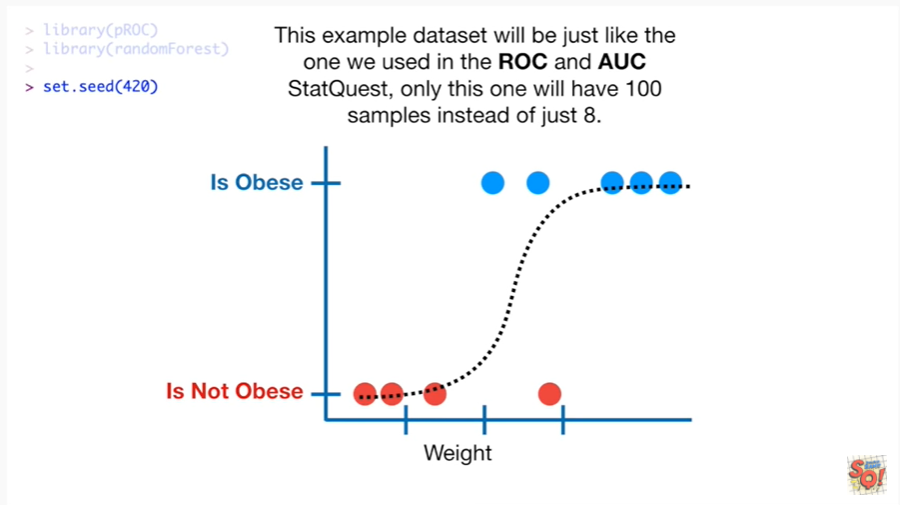 > library(pROC)
> library(randomForest)
>
> set.seed(420)
This example dataset will be just like the
one we used in the ROC and AUC
StatQuest, only this one will have 100
samples instead of just 8.
Is Obese
Is Not Obese
Weight
SQ!